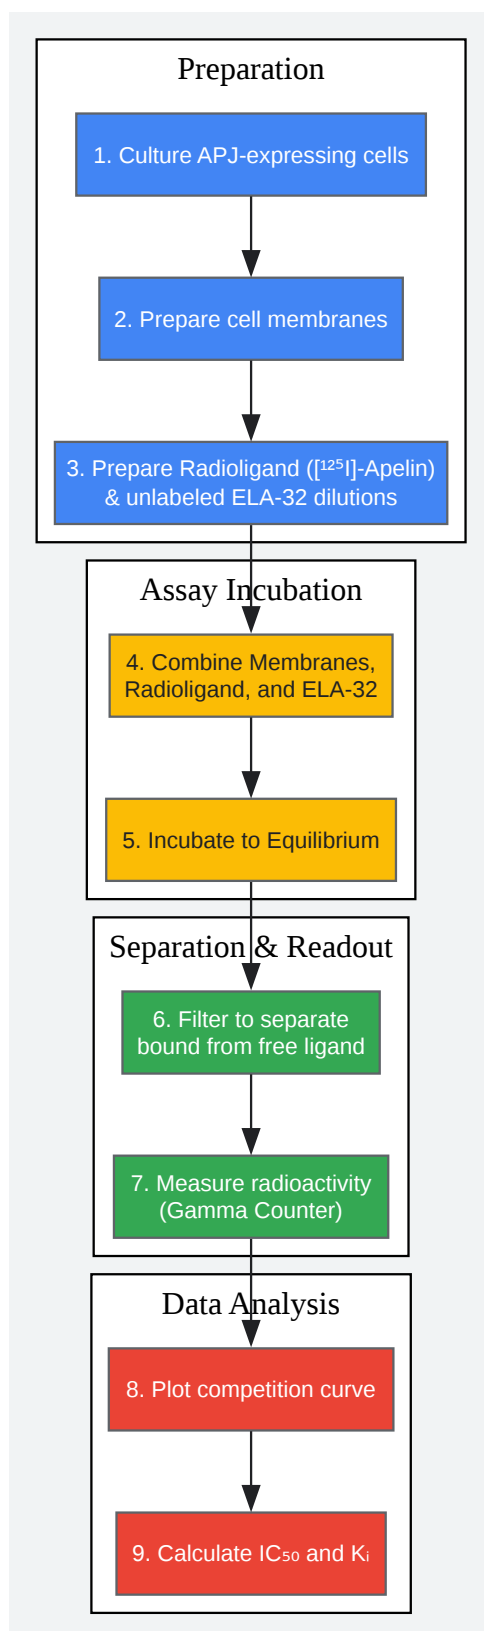 Preparation
1. Culture APJ-expressing cells
2. Prepare cell membranes
3. Prepare Radioligand ([¹²⁵I]-Apelin)
& unlabeled ELA-32 dilutions
Assay Incubation
4. Combine Membranes,
Radioligand, and ELA-32
5. Incubate to Equilibrium
Separation & Readout
6. Filter to separate
bound from free ligand
7. Measure radioactivity
(Gamma Counter)
Data Analysis
8. Plot competition curve
9. Calculate IC₅₀ and Kᵢ